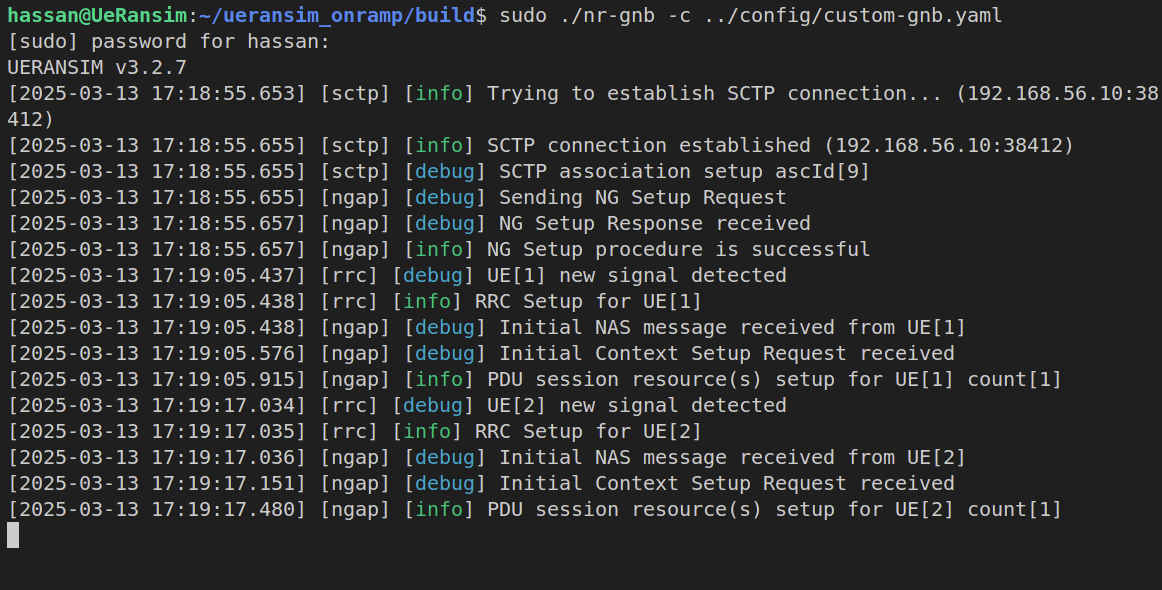 hassan@UeRansim:~/ueransim_onramp/build$ sudo ./nr-gnb -c ../config/custom-gnb.yaml
[sudo] password for hassan:
UERANSIM v3.2.7
[2025-03-13 17:18:55.653] [sctp] [info] Trying to establish SCTP connection... (192.168.56.10:38
412)
[2025-03-13 17:18:55.655] [sctp] [info] SCTP connection established (192.168.56.10:38412)
[2025-03-13 17:18:55.655] [sctp] [debug] SCTP association setup ascId[9]
[2025-03-13 17:18:55.655] [ngap] [debug] Sending NG Setup Request
[2025-03-13 17:18:55.657] [ngap] [debug] NG Setup Response received
[2025-03-13 17:18:55.657] [ngap] [info] NG Setup procedure is successful
[2025-03-13 17:19:05.437] [rrc] [debug] UE[1] new signal detected
[2025-03-13 17:19:05.438] [rrc] [info] RRC Setup for UE[1]
[2025-03-13 17:19:05.438] [ngap] [debug] Initial NAS message received from UE[1]
[2025-03-13 17:19:05.576] [ngap] [debug] Initial Context Setup Request received
[2025-03-13 17:19:05.915] [ngap] [info] PDU session resource(s) setup for UE[1] count[1]
[2025-03-13 17:19:17.034] [rrc] [debug] UE[2] new signal detected
[2025-03-13 17:19:17.035] [rrc] [info] RRC Setup for UE[2]
[2025-03-13 17:19:17.036] [ngap] [debug] Initial NAS message received from UE[2]
[2025-03-13 17:19:17.151] [ngap] [debug] Initial Context Setup Request received
[2025-03-13 17:19:17.480] [ngap] [info] PDU session resource(s) setup for UE[2] count[1]